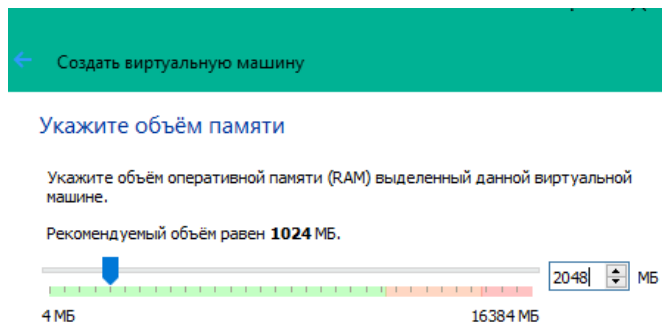 Создать виртуальную машину
Укажите объём памяти
Укажите объём оперативной памяти (RAM) выделенный данной виртуальной
машине.
Рекомендуемый объём равен 1024 МБ.
2048 МБ
4 МБ 16384 МБ